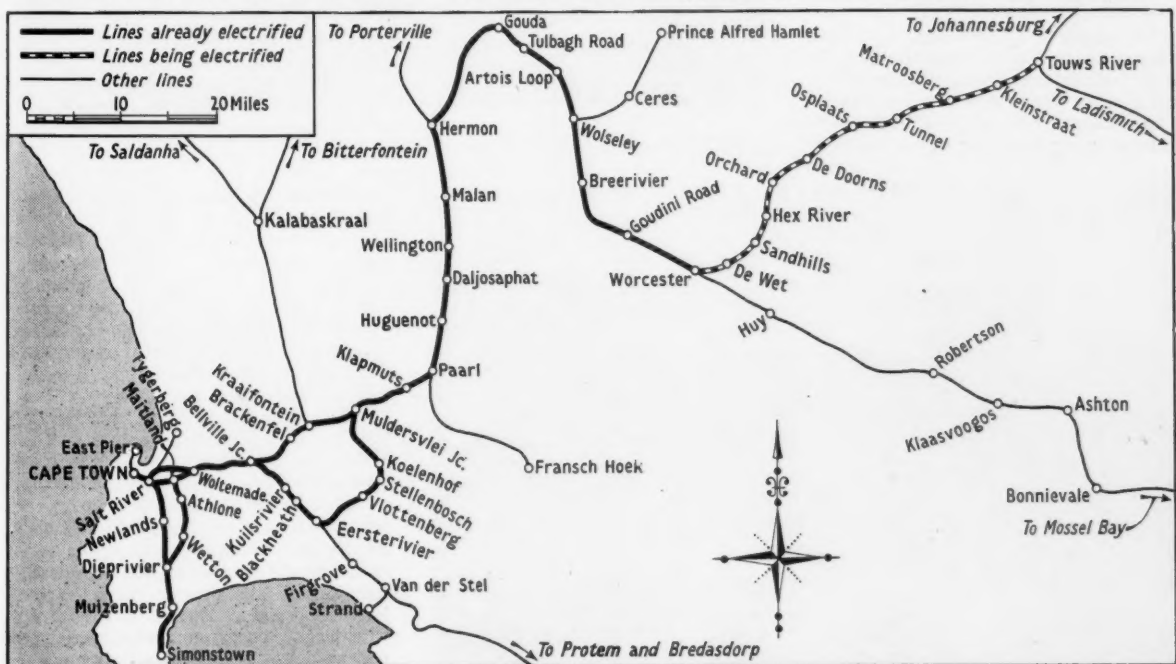 Lines already electrified
Lines being electrified
Other lines
0 10 20 Miles
To Porterville
Gouda
Tulbagh Road
Artois Loop
Prince Alfred Hamlet
Ceres
Wolseley
To Johannesburg
Touws River
Matroosberg
Kleinstraat
To Ladismith
Osplaats
Tunnel
Orchard
De Doorns
Hex River
Sandhills
De Wet
Worcester
Goudini Road
Breerivier
Hermon
To Saldanha
To Bitterfontein
Malan
Kalabaskraal
Wellington
Daljosaphat
Huguenot
Paarl
Klapmuts
Huy
Robertson
Klaasvoogos
Ashton
Bonnievale
To Mossel Bay
Fransch Hoek
Kraaifontein
Brackenfel
Bellville Jc.
Tygerberg
Maitland
East Pier
CAPE TOWN
Salt River
Newlands
Dieprivier
Muizenberg
Simonstown
Woltemade
Athlone
Wetton
Kuilsrivier
Blackheath
Muldersvlei Jc.
Koelenhof
Stellenbosch
Vlottenberg
Eersterivier
Firgrove
Van der Stel
Strand
To Protem and Bredasdorp